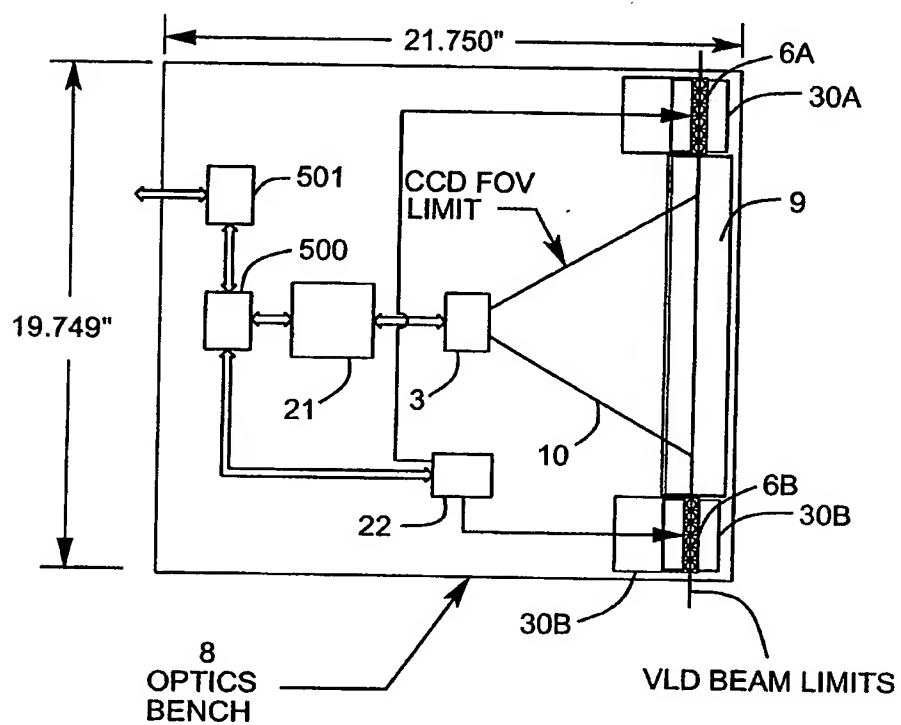 21.750"
6A
30A
501
CCD FOV
LIMIT
9
500
19.749"
21
3
10
6B
22
30B
30B
8
OPTICS
BENCH
VLD BEAM LIMITS